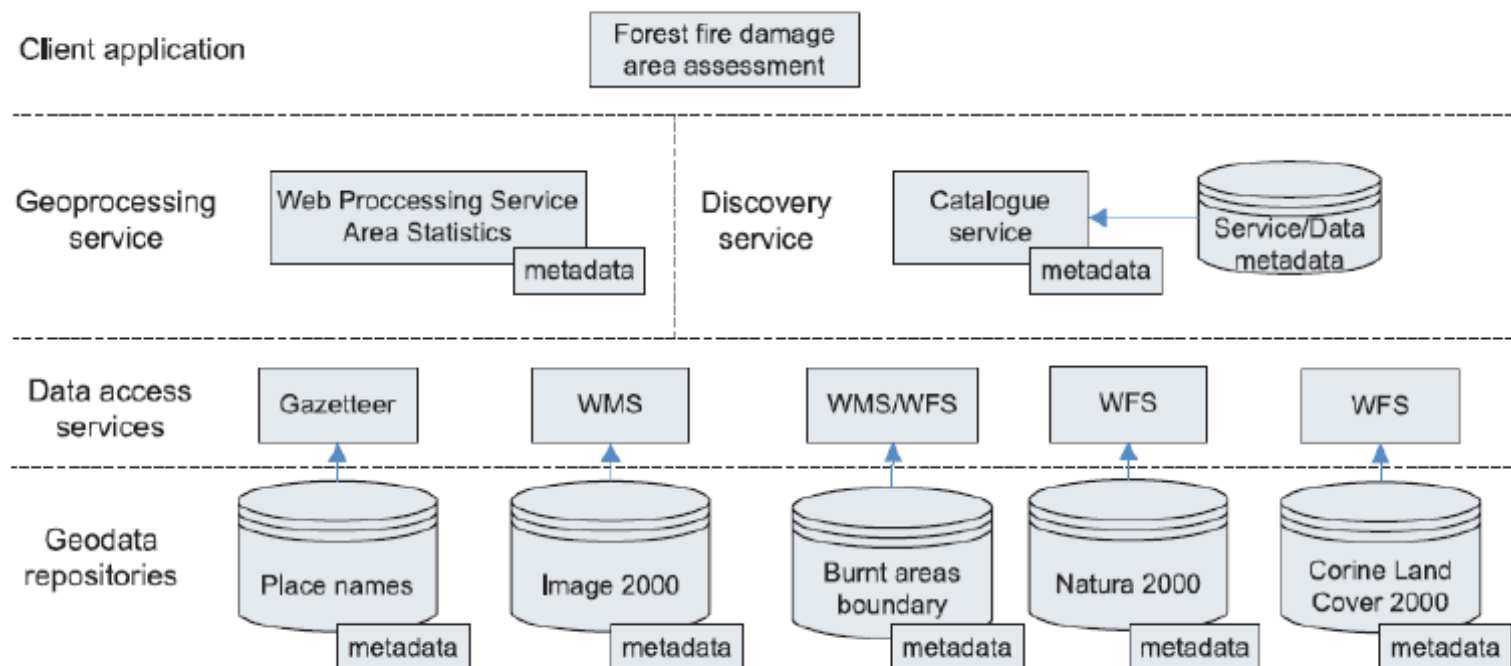 Client application
Forest fire damage
area assessment
Geoprocessing
service
Web Proccessing Service
Area Statistics
metadata
Discovery
service
Catalogue
service
metadata
Service/Data
metadata
Data access
services
Gazetteer
WMS
WMS/WFS
WFS
WFS
Geodata
repositories
Place names
metadata
Image 2000
metadata
Burnt areas
boundary
metadata
Natura 2000
metadata
Corine Land
Cover 2000
metadata